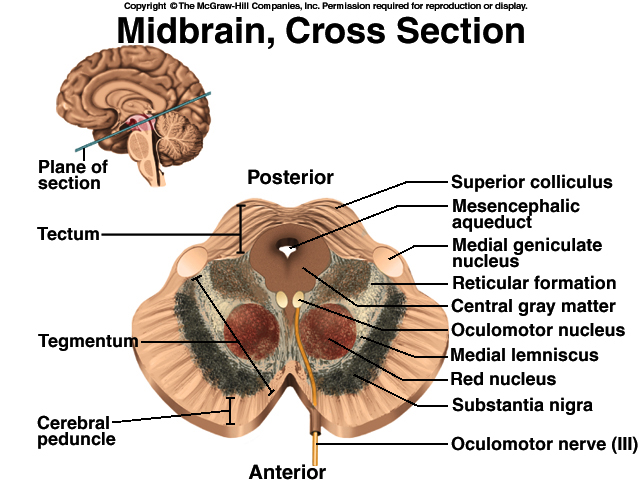 Copyright © The McGraw-Hill Companies, Inc. Permission required for reproduction or display.
Midbrain, Cross Section
Plane of
section
Posterior
Tectum
Tegmentum
Cerebral
peduncle
Superior colliculus
Mesencephalic
aqueduct
Medial geniculate
nucleus
Reticular formation
Central gray matter
Oculomotor nucleus
Medial lemniscus
Red nucleus
Substantia nigra
Oculomotor nerve (III)
Anterior